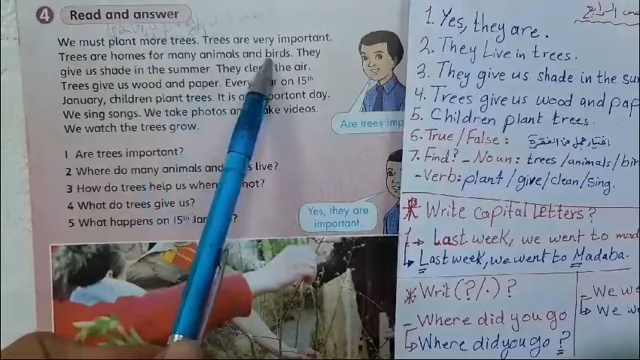 4 Read and answer
We must plant more trees. Trees are very important.
Trees are homes for many animals and birds. They
give us shade in the summer. They clean the air.
Trees give us wood and paper. Every on 15th
January, children plant trees. It is an important day.
We sing songs. We take photos and make videos.
We watch the trees grow.
1 Are trees important?
2 Where do many animals and live?
3 How do trees help us when hot?
4 What do trees give us?
5 What happens on 15th January?
Are trees imp
Yes, they are
important.
1. Yes, they are.
2. They Live in trees.
3. They give us shade in the su
4. Trees give us wood and pap
5. Children plant trees.
6. True/False:
7. Find? - Noun: trees/animals/bir
- Verb: plant/give/clean/sing.
* Write capital LETTERS?
Last week, we went to mad
Last week, we went to Madaba.
* Writ (?/.) ?
- Where did you go
Where did you go?
- We we
We w